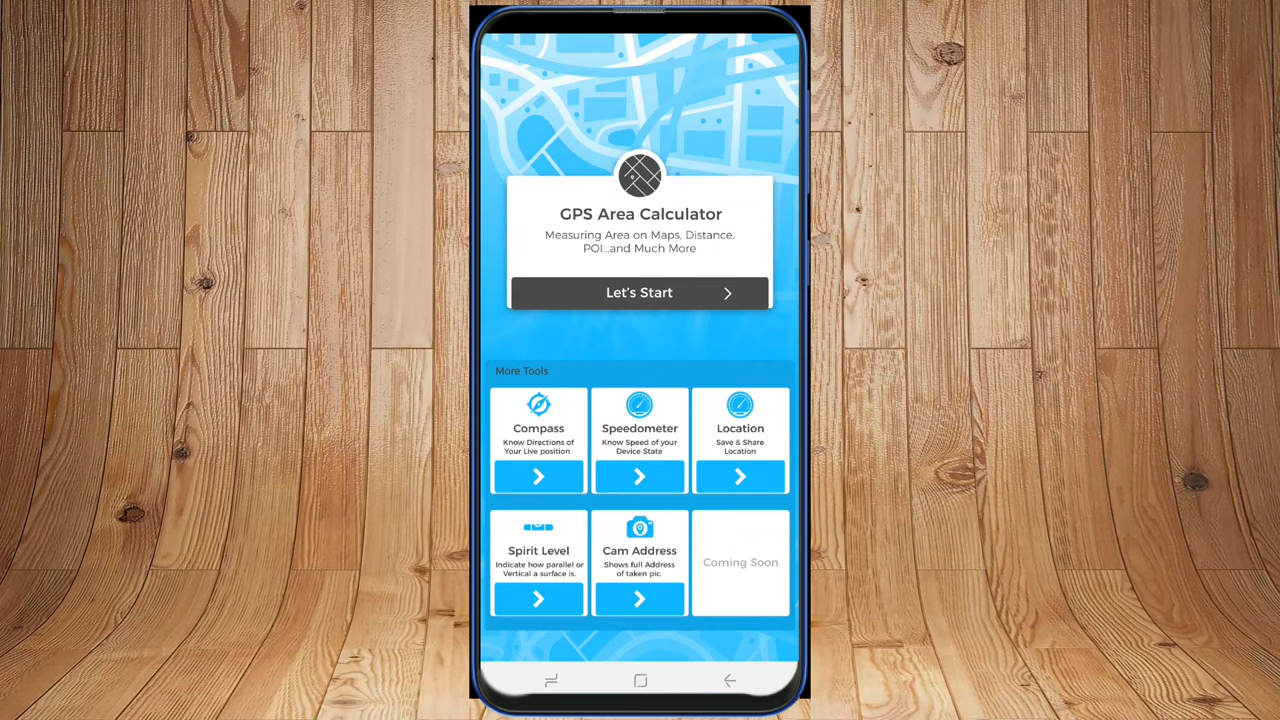 GPS Area Calculator
Measuring Area on Maps, Distance,
POI...and Much More
Let's Start
More Tools
Compass
Know Directions of
Your Live position
Speedometer
Know Speed of your
Device State
Location
Save & Share
Location
Spirit Level
Indicate how parallel or
Vertical a surface is.
Cam Address
Shows full Address
of taken pic.
Coming Soon